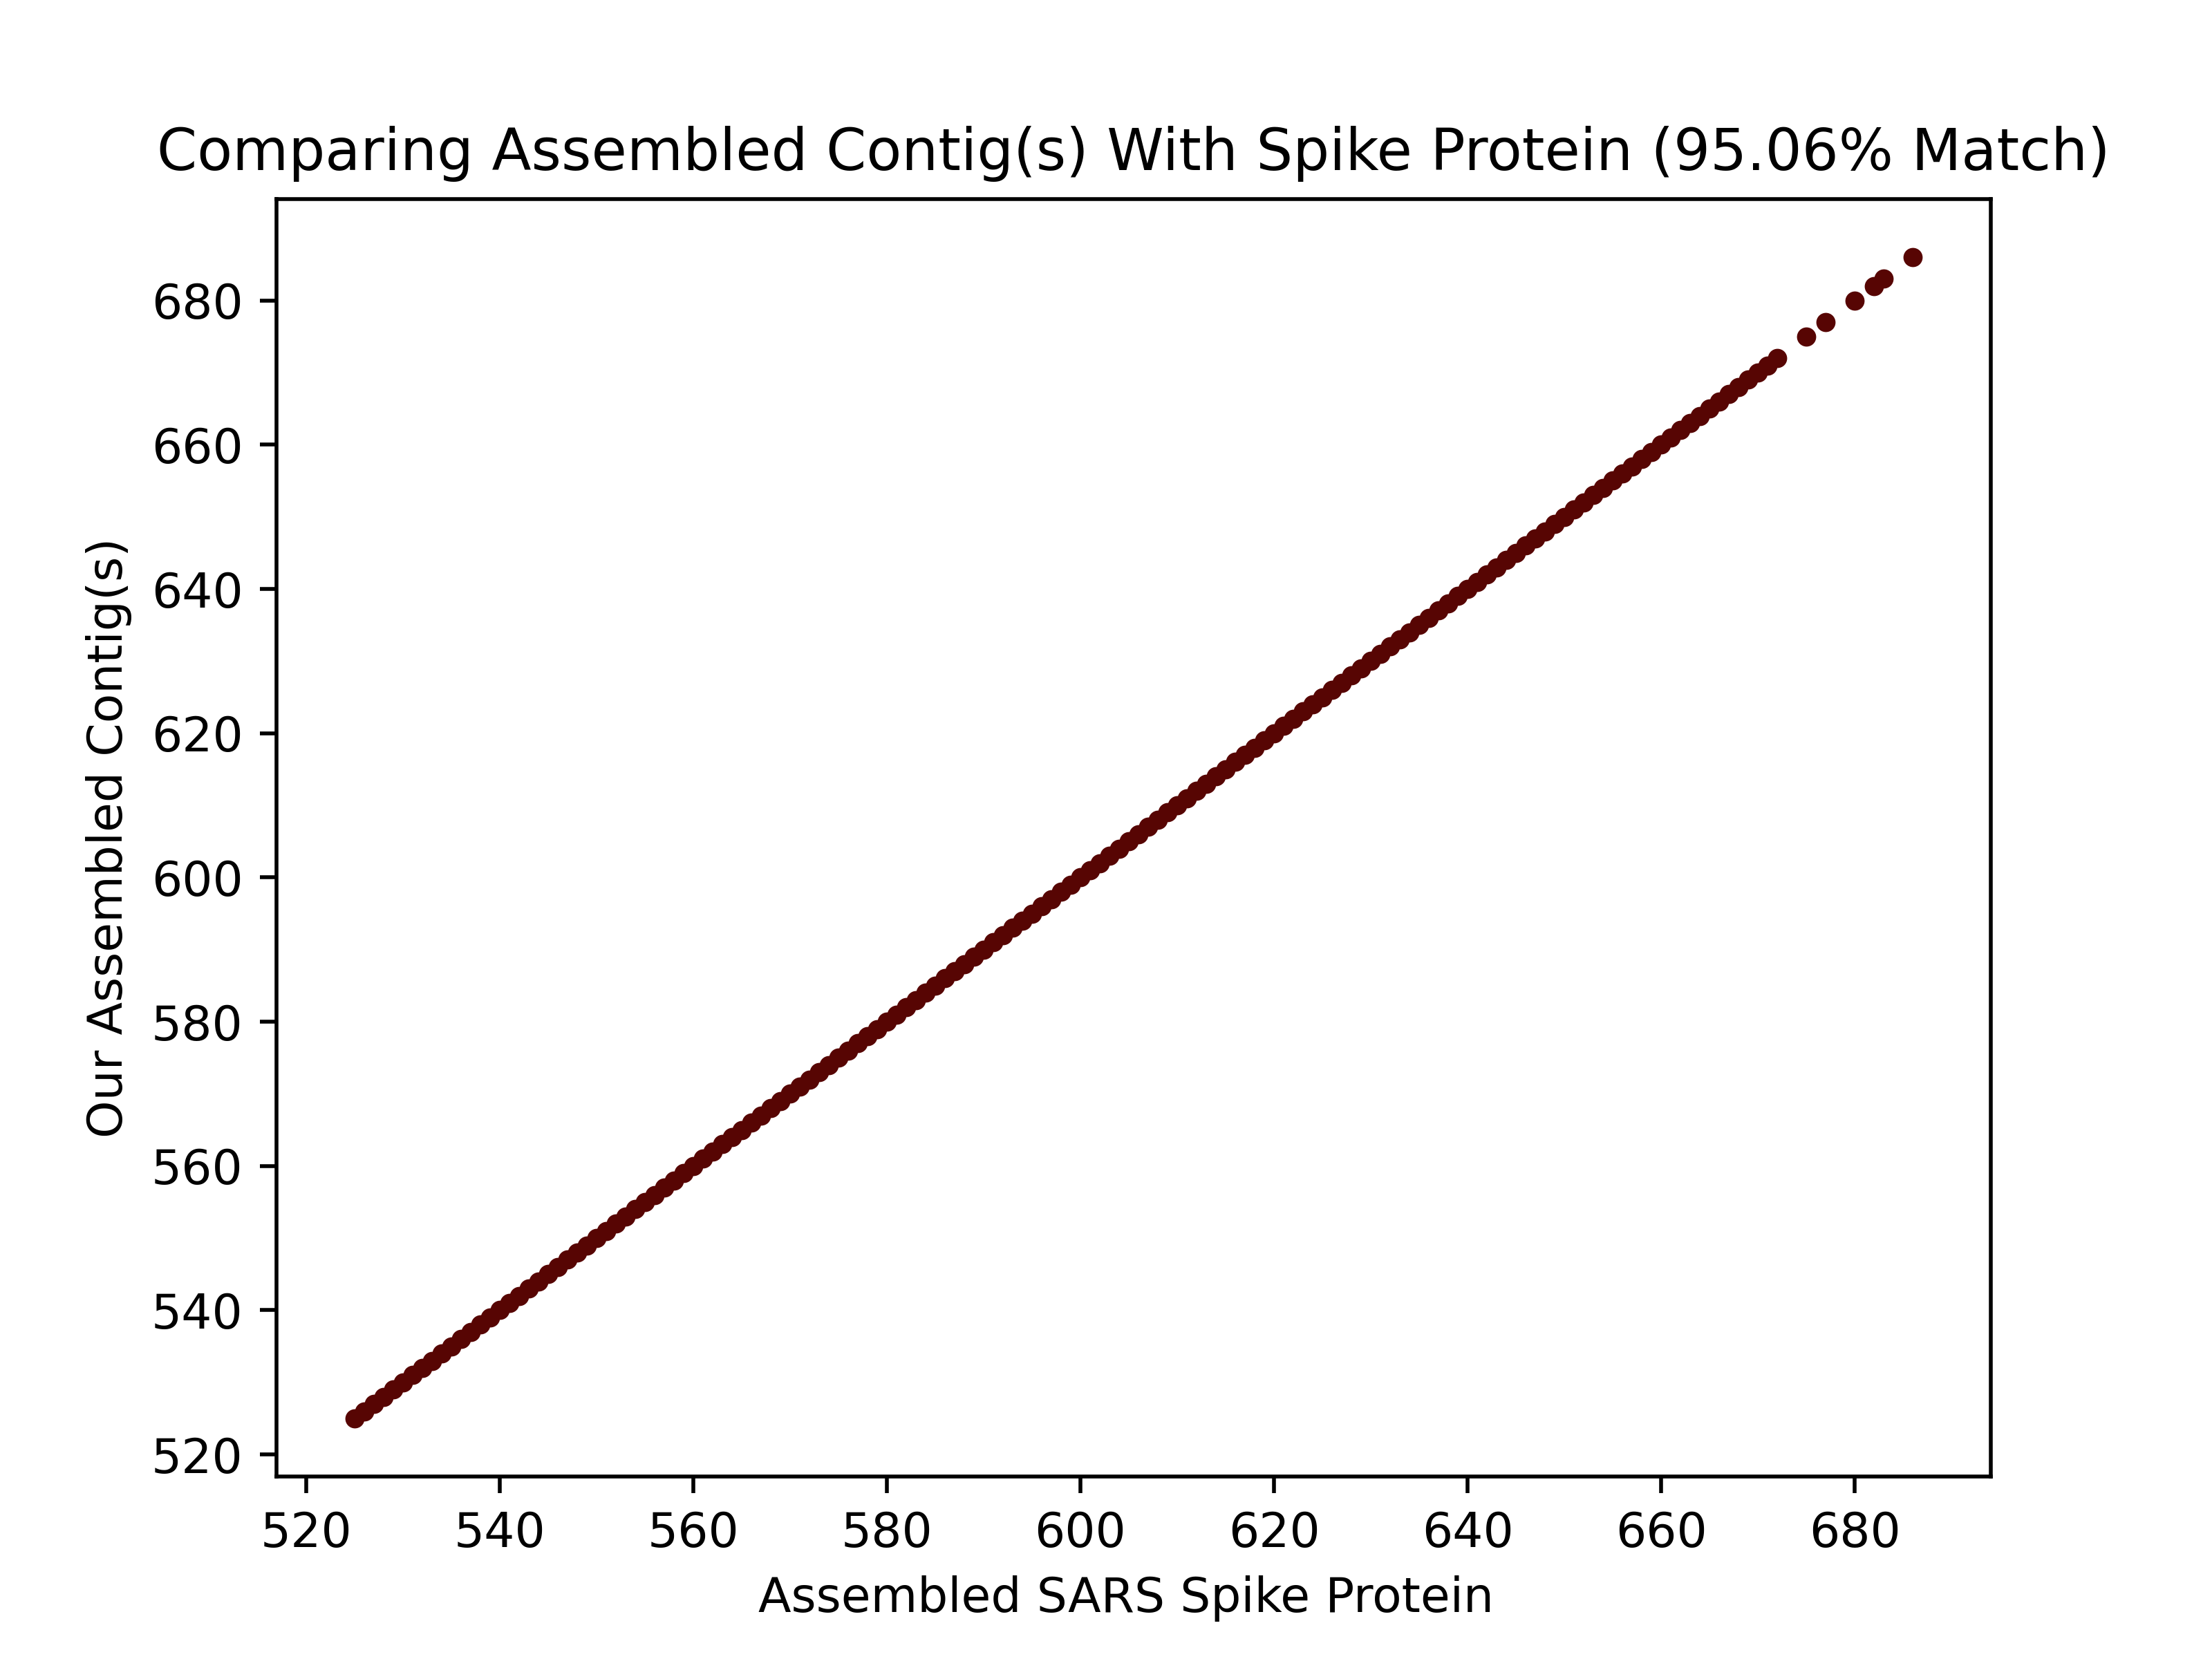 Comparing Assembled Contig(s) With Spike Protein (95.06% Match)
Our Assembled Contig(s)
680
660
640
620
600
580
560
540
520
520 540 560 580 600 620 640 660 680
Assembled SARS Spike Protein